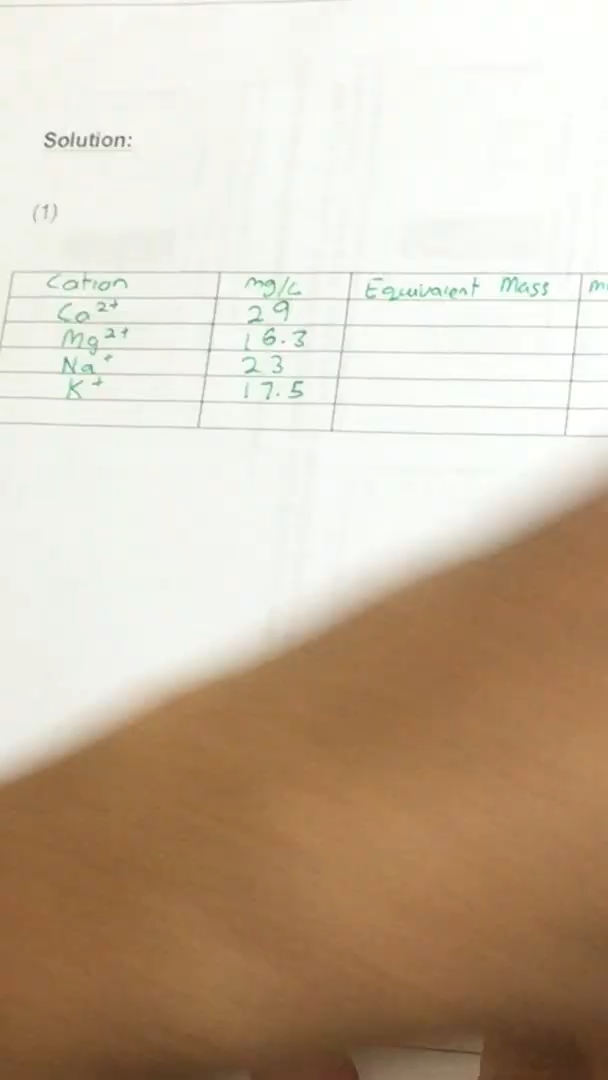 Solution:
(1)
Cation mg/L Equivalent Mass
Ca2+ 29
Mg2+ 16.3
Na+ 23
K+ 17.5